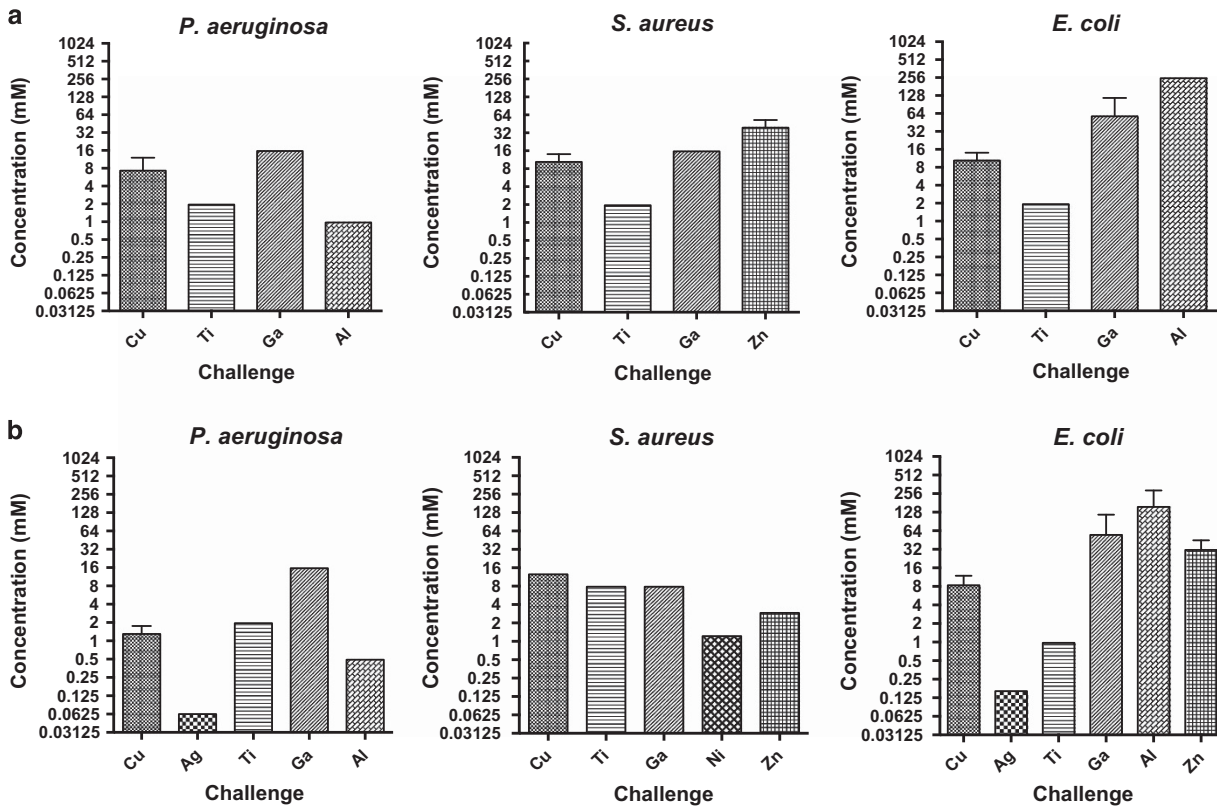 a
P. aeruginosa
S. aureus
E. coli
Concentration (mM)
1024
512
256
128
64
32
16
8
4
2
1
0.5
0.25
0.125
0.0625
0.03125
Cu
Ti
Ga
Al
Challenge
Concentration (mM)
1024
512
256
128
64
32
16
8
4
2
1
0.5
0.25
0.125
0.0625
0.03125
Cu
Ti
Ga
Zn
Challenge
Concentration (mM)
1024
512
256
128
64
32
16
8
4
2
1
0.5
0.25
0.125
0.0625
0.03125
Cu
Ti
Ga
Al
Challenge
b
P. aeruginosa
S. aureus
E. coli
Concentration (mM)
1024
512
256
128
64
32
16
8
4
2
1
0.5
0.25
0.125
0.0625
0.03125
Cu
Ag
Ti
Ga
Al
Challenge
Concentration (mM)
1024
512
256
128
64
32
16
8
4
2
1
0.5
0.25
0.125
0.0625
0.03125
Cu
Ti
Ga
Ni
Zn
Challenge
Concentration (mM)
1024
512
256
128
64
32
16
8
4
2
1
0.5
0.25
0.125
0.0625
0.03125
Cu
Ag
Ti
Ga
Al
Zn
Challenge